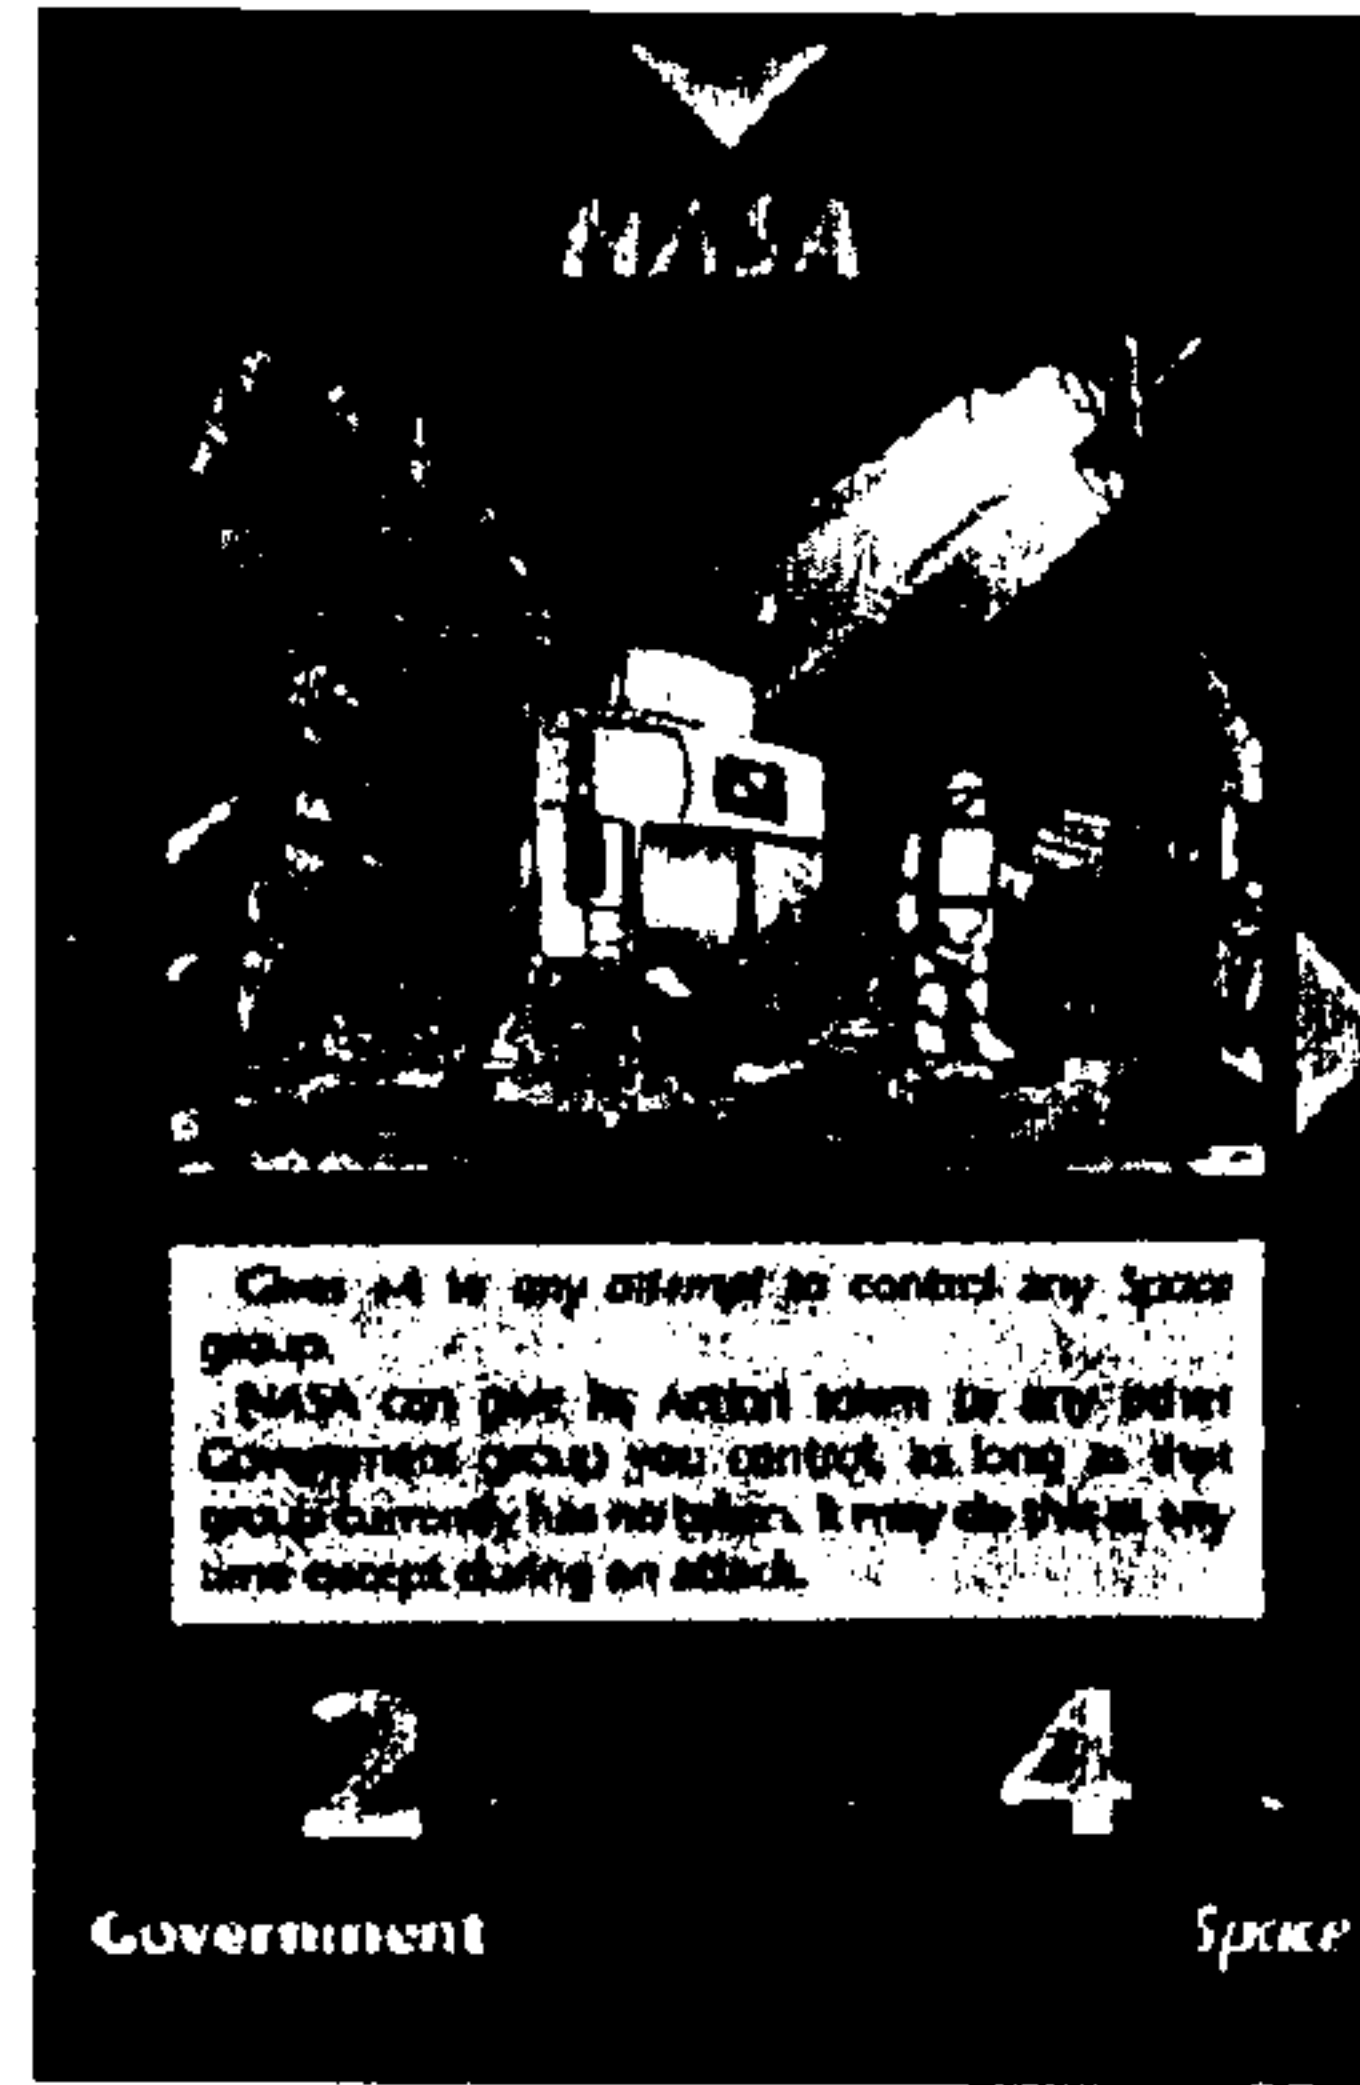 NASA
Gives +4 to any attempt to control any Space
group.
NASA can give its Action token to any other
Government group you control, as long as that
group currently has no token. It may do this at any
time except during an attack.
2 4
Government Space